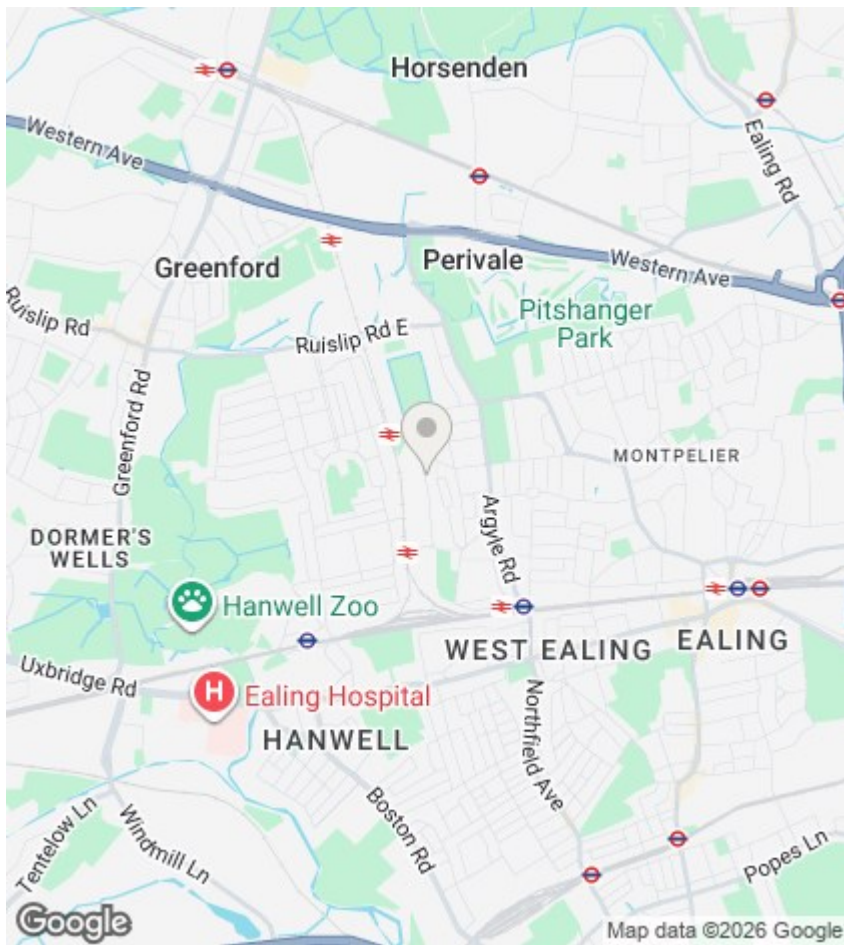 Horsenden
Western Ave
Ealing Rd
Greenford
Perivale
Western Ave
Pitshanger
Park
Ruislip Rd
Ruislip Rd E
Greenford Rd
MONTPELIER
Argyle Rd
DORMER'S
WELLS
H
Hanwell Zoo
WEST EALING
EALING
Uxbridge Rd
Ealing Hospital
HANWELL
Northfield Ave
Boston Rd
Tentelow Ln
Windmill Ln
Popes Ln
Google
Map data ©2026 Google